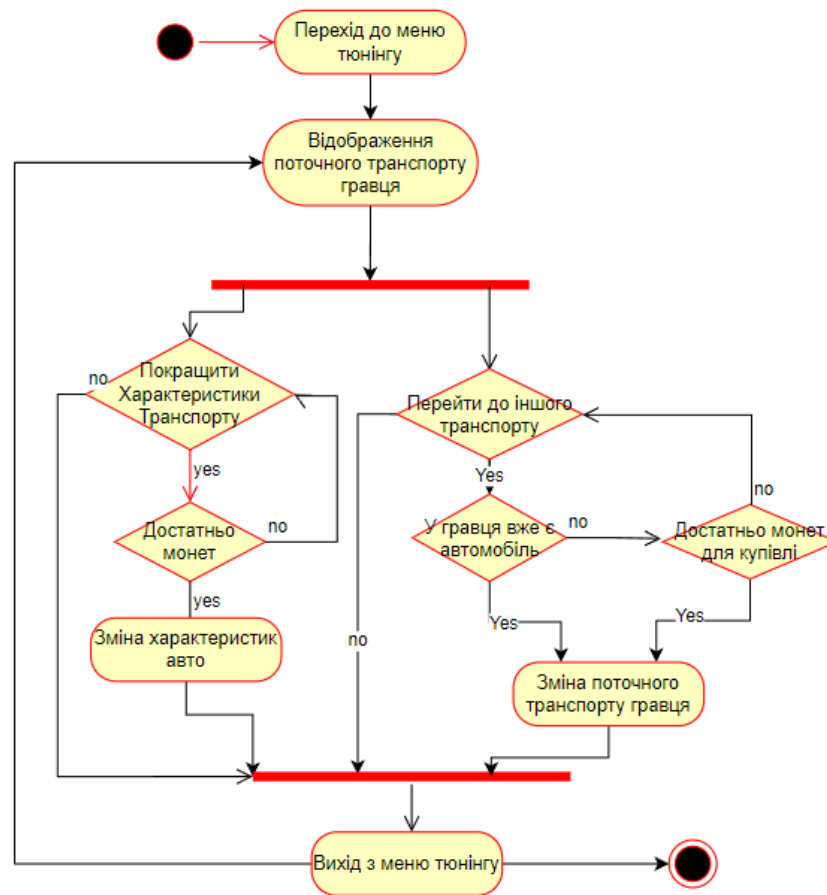 Перехід до меню
тюнінгу
Відображення
поточного транспорту
гравця
no
Покращити
Характеристики
Транспорту
yes
Достатньо
монет
no
yes
Зміна характеристик
авто
Перейти до іншого
транспорту
Yes
no
У гравця вже є
автомобіль
no
Достатньо монет
для купівлі
no
Yes
Yes
Зміна поточного
транспорту гравця
Вихід з меню тюнінгу